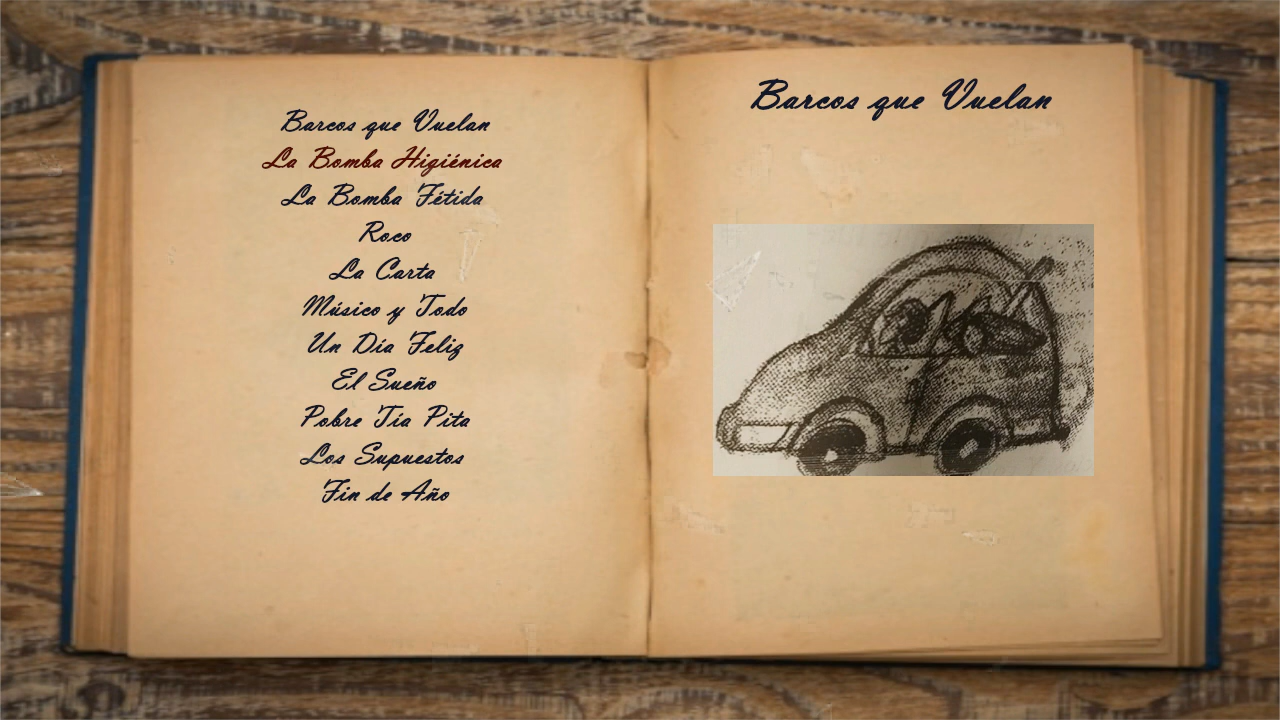 Barcos que Vuelan
La Bomba Higiénica
La Bomba Fétida
Roco
La Carta
Músico y Todo
Un Día Feliz
El Sueño
Pobre Tía Pita
Los Supuestos
Fin de Año
Barcos que Vuelan